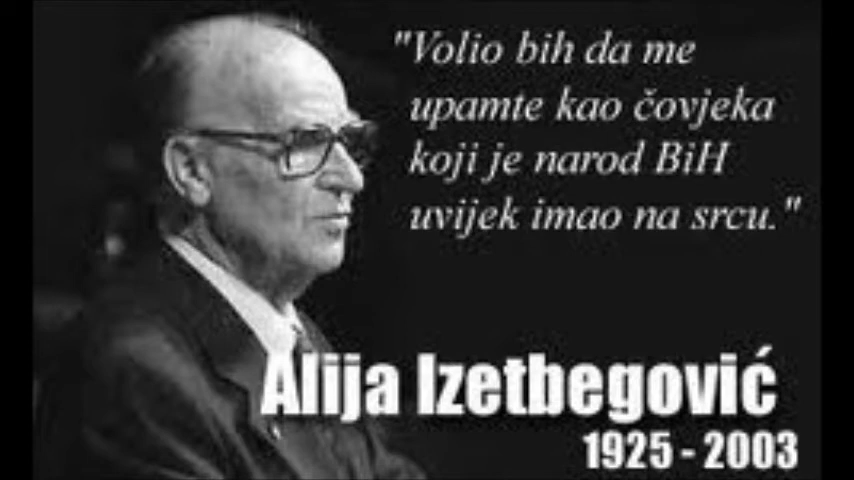 "Volio bih da me
upamte kao čovjeka
koji je narod BiH
uvijek imao na srcu."
Alija Izetbegović
1925 - 2003